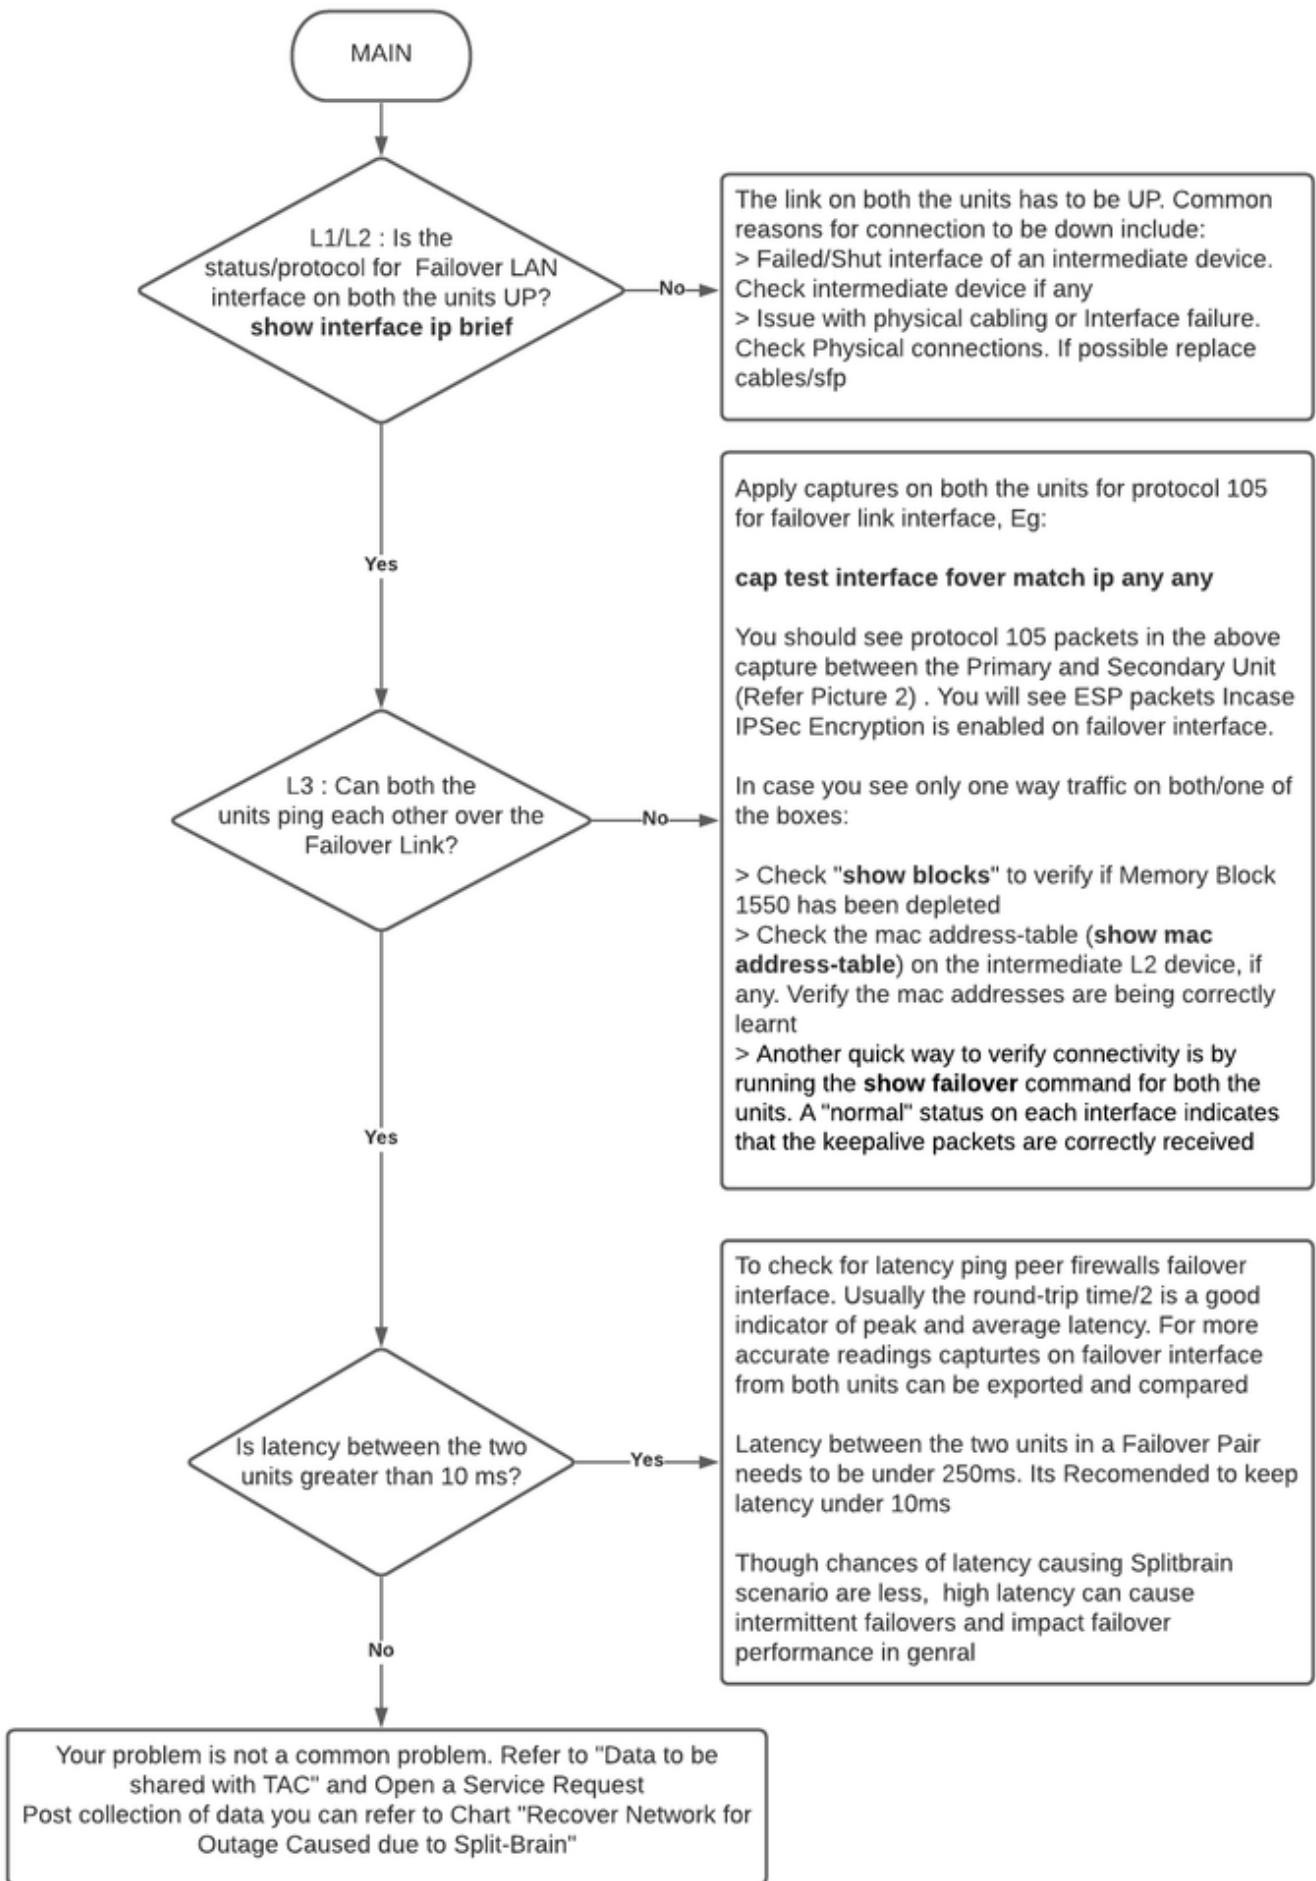 MAIN
L1/L2 : Is the
status/protocol for Failover LAN
interface on both the units UP?
show interface ip brief
No
The link on both the units has to be UP. Common
reasons for connection to be down include:
> Failed/Shut interface of an intermediate device.
Check intermediate device if any
> Issue with physical cabling or Interface failure.
Check Physical connections. If possible replace
cables/sfp
Yes
L3 : Can both the
units ping each other over the
Failover Link?
No
Apply captures on both the units for protocol 105
for failover link interface, Eg:
cap test interface fover match ip any any
You should see protocol 105 packets in the above
capture between the Primary and Secondary Unit
(Refer Picture 2) . You will see ESP packets Incase
IPSec Encryption is enabled on failover interface.
In case you see only one way traffic on both/one of
the boxes:
> Check "show blocks" to verify if Memory Block
1550 has been depleted
> Check the mac address-table (show mac
address-table) on the intermediate L2 device, if
any. Verify the mac addresses are being correctly
learnt
> Another quick way to verify connectivity is by
running the show failover command for both the
units. A "normal" status on each interface indicates
that the keepalive packets are correctly received
Yes
Is latency between the two
units greater than 10 ms?
Yes
To check for latency ping peer firewalls failover
interface. Usually the round-trip time/2 is a good
indicator of peak and average latency. For more
accurate readings capturtes on failover interface
from both units can be exported and compared
Latency between the two units in a Failover Pair
needs to be under 250ms. Its Recomended to keep
latency under 10ms
Though chances of latency causing Splitbrain
scenario are less, high latency can cause
intermittent failovers and impact failover
performance in genral
No
Your problem is not a common problem. Refer to "Data to be
shared with TAC" and Open a Service Request
Post collection of data you can refer to Chart "Recover Network for
Outage Caused due to Split-Brain"